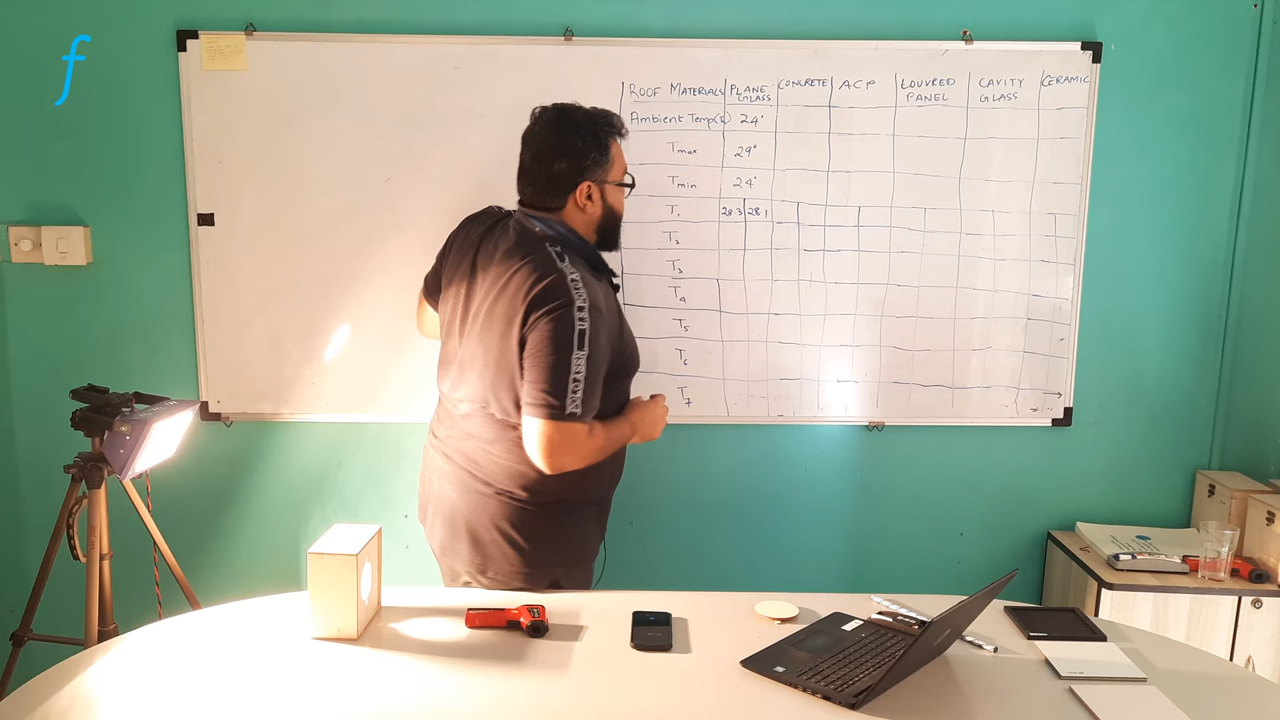 f
ROOF MATERIALS PLANE GLASS CONCRETE ACP LOUVRED PANEL CAVITY GLASS CERAMIC
Ambient Temp 24°
Tmax 29°
Tmin 24°
T1 28.3 28.1
T2
T3
T4
T5
T6
T7